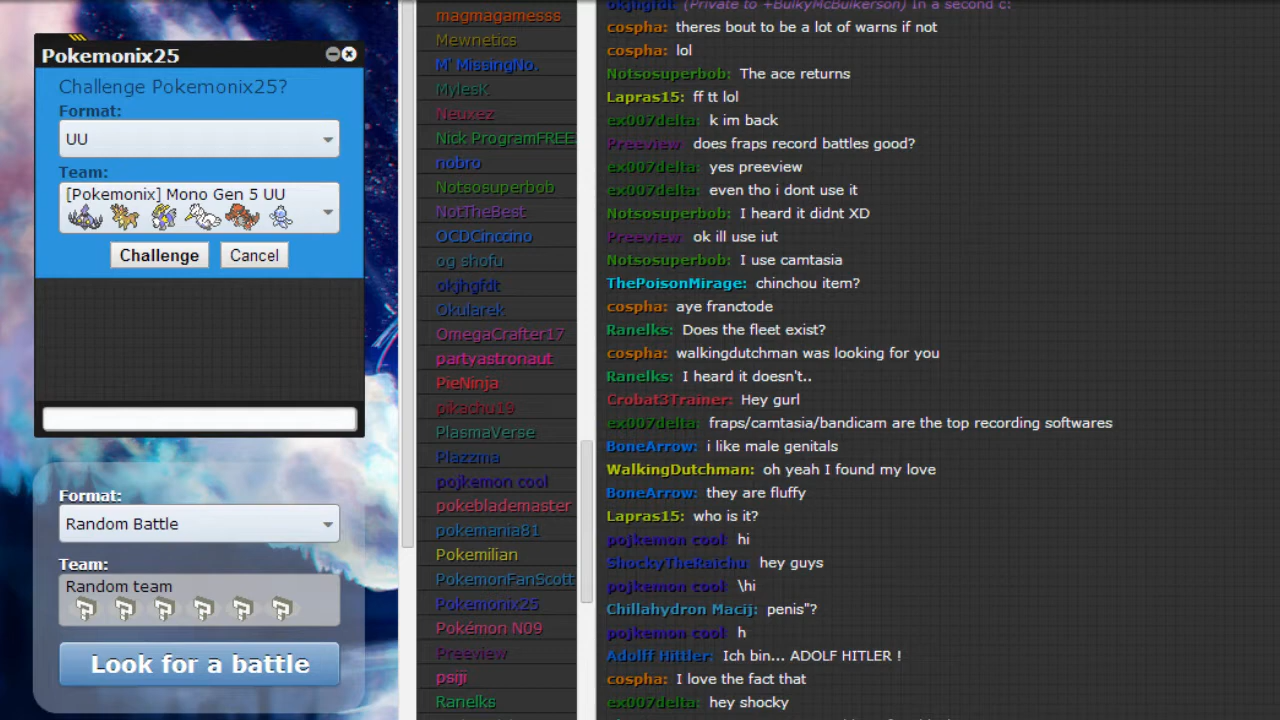 Pokemonix25
Challenge Pokemonix25?
Format:
UU
Team:
[Pokemonix] Mono Gen 5 UU
Challenge
Cancel
Format:
Random Battle
Team:
Random team
Look for a battle
magmagamesss
Mewnetics
M' MissingNo.
MylesK
Neuxez
Nick ProgramFREE
nobro
Notsosuperbob
NotTheBest
OCDCinccino
og shofu
okjhgfdt
Okularek
OmegaCrafter17
partyastronaut
PieNinja
pikachu19
PlasmaVerse
Plazzma
pojkemon cool
pokeblademaster
pokemania81
Pokemilian
PokemonFanScott
Pokemonix25
Pokémon N09
Preeview
psiji
Ranelks
okjhgfdt (Private to +BulkyMcBulkerson) In a second c:
cospha: theres bout to be a lot of warns if not
cospha: lol
Notsosuperbob: The ace returns
Lapras15: ff tt lol
ex007delta: k im back
Preeview does fraps record battles good?
ex007delta: yes preeview
ex007delta: even tho i dont use it
Notsosuperbob: I heard it didnt XD
Preeview ok ill use iut
Notsosuperbob: I use camtasia
ThePoisonMirage: chinchou item?
cospha: aye franctode
Ranelks: Does the fleet exist?
cospha: walkingdutchman was looking for you
Ranelks: I heard it doesn't..
Crobat3Trainer: Hey gurl
ex007delta: fraps/camtasia/bandicam are the top recording softwares
BoneArrow: i like male genitals
WalkingDutchman: oh yeah I found my love
BoneArrow: they are fluffy
Lapras15: who is it?
pojkemon cool: hi
ShockyTheRaichu hey guys
pojkemon cool \hi
Chillahydron Macij: penis"?
pojkemon cool: h
Adolff Hittler: Ich bin... ADOLF HITLER !
cospha: I love the fact that
ex007delta: hey shocky